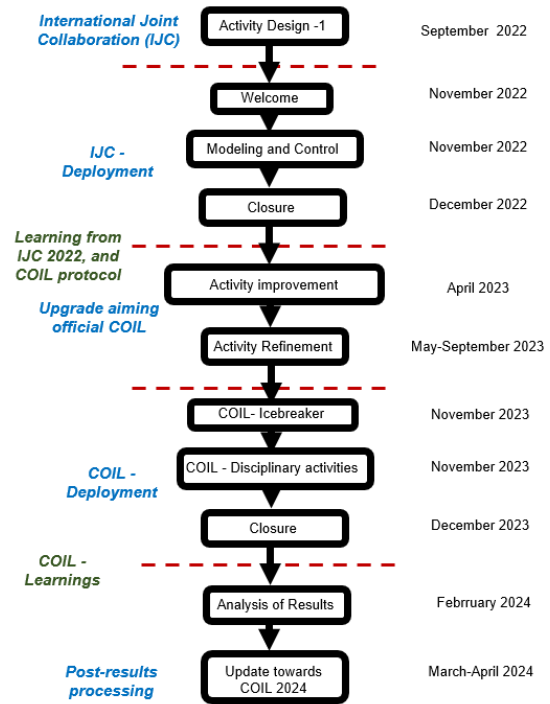 International Joint
Collaboration (IJC)
Activity Design -1
September 2022
Welcome
November 2022
IJC -
Deployment
Modeling and Control
November 2022
Closure
December 2022
Learning from
IJC 2022, and
COIL protocol
Activity improvement
April 2023
Upgrade aiming
official COIL
Activity Refinement
May-September 2023
COIL- Icebreaker
November 2023
COIL -
Deployment
COIL - Disciplinary activities
November 2023
Closure
December 2023
COIL -
Learnings
Analysis of Results
Febrruary 2024
Post-results
processing
Update towards
COIL 2024
March-April 2024